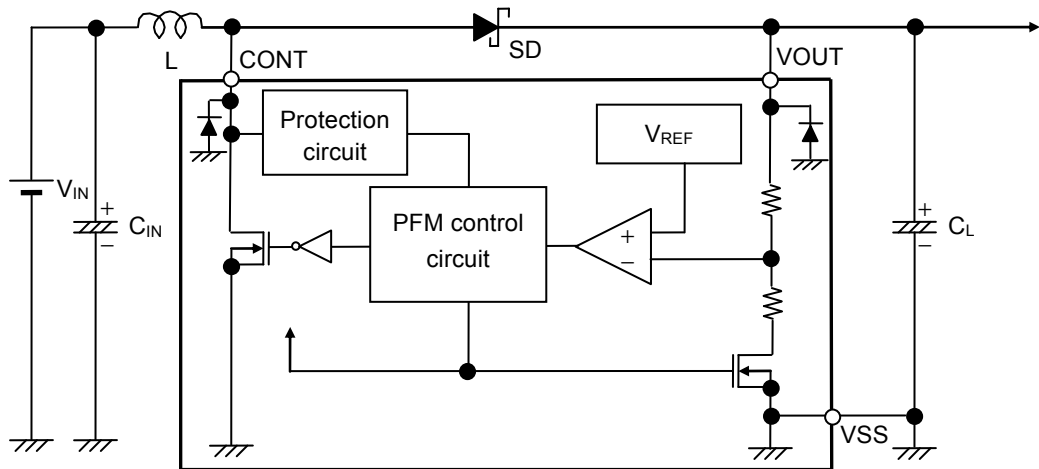 L
SD
CONT
VOUT
Protection
circuit
VREF
VIN
+
CIN
−
PFM control
circuit
+
−
+
CL
−
VSS